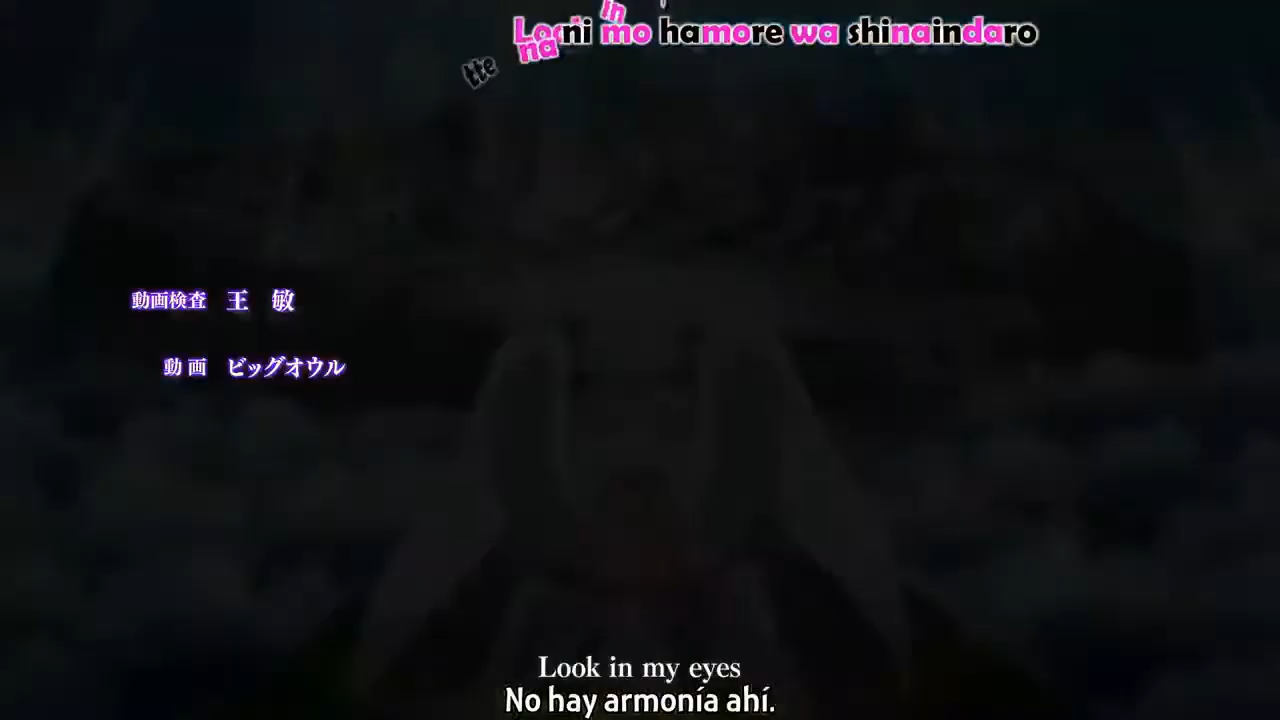 ni mo hamore wa shinaindaro
tte
動画検査 王 敏
動画 ビッグオウル
Look in my eyes
No hay armonía ahí.